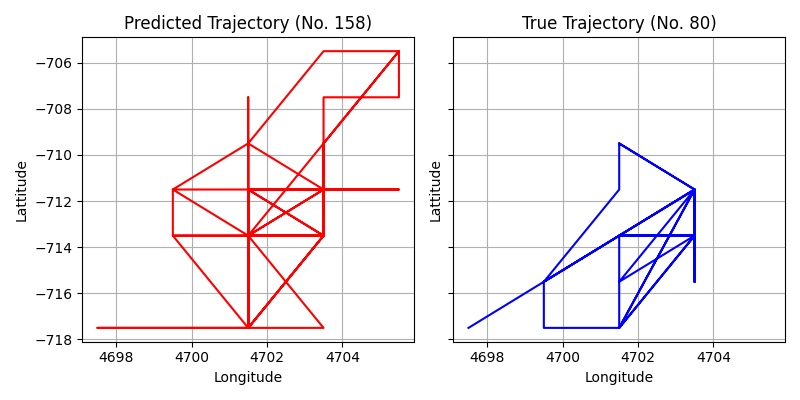 Predicted Trajectory (No. 158)
True Trajectory (No. 80)
−706
−708
−710
−712
−714
−716
−718
Lattitude
Lattitude
4698
4700
4702
4704
4698
4700
4702
4704
Longitude
Longitude